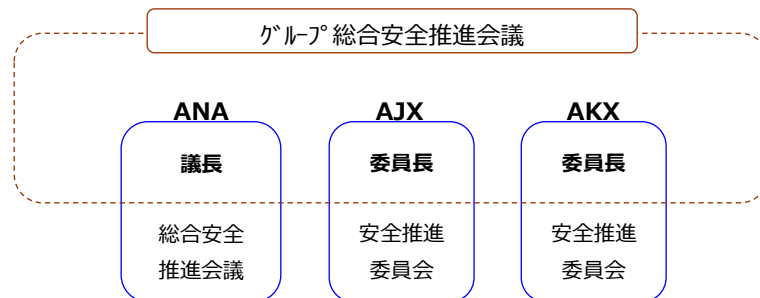 グループ総合安全推進会議
ANA
AJX
AKX
議長
委員長
委員長
総合安全
推進会議
安全推進
委員会
安全推進
委員会